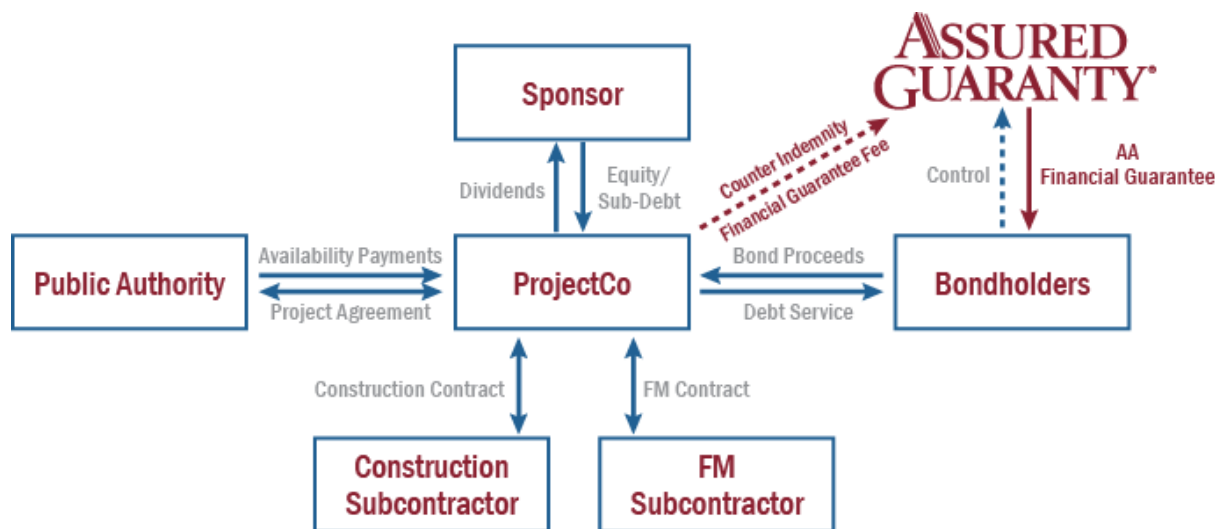 ASSURED
GUARANTY®
Sponsor
Counter Indemnity
Financial Guarantee Fee
Control
AA
Financial Guarantee
Dividends
Equity/
Sub-Debt
Public Authority
Availability Payments
Project Agreement
ProjectCo
Bond Proceeds
Debt Service
Bondholders
Construction Contract
FM Contract
Construction
Subcontractor
FM
Subcontractor